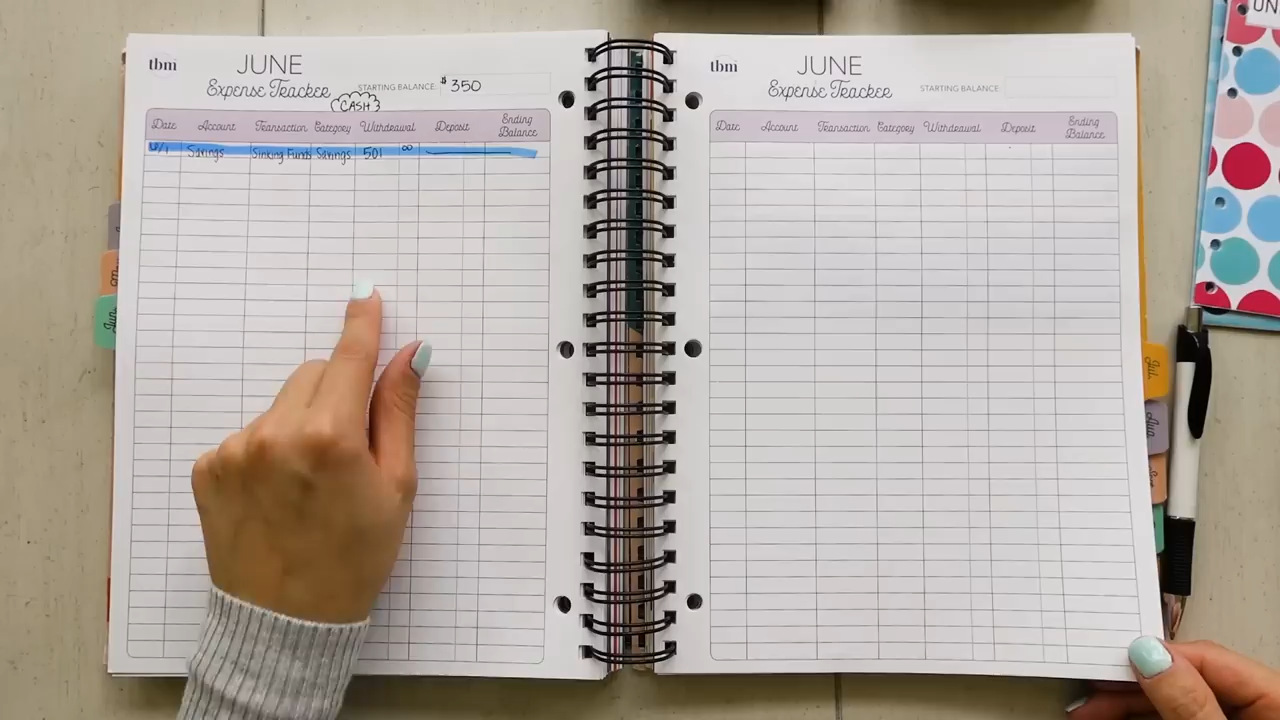 tbm
JUNE
Expense Tracker
STARTING BALANCE: $350
CASH
Date Account Transaction Category Withdrawal Deposit Ending Balance
6/1 Savings Sinking Funds Savings 501 00
tbm
JUNE
Expense Tracker
STARTING BALANCE:
Date Account Transaction Category Withdrawal Deposit Ending Balance
Jul
Aug
UN